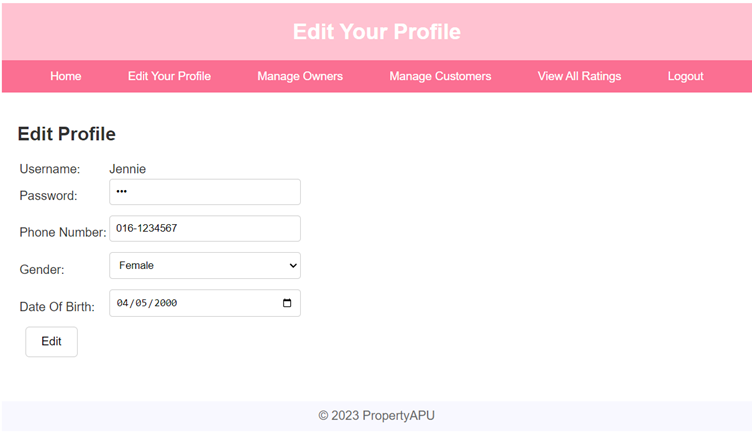 Edit Your Profile
Home Edit Your Profile Manage Owners Manage Customers View All Ratings Logout
Edit Profile
Username: Jennie
Password: •••
Phone Number: 016-1234567
Gender: Female
Date Of Birth: 04/05/2000
Edit
© 2023 PropertyAPU